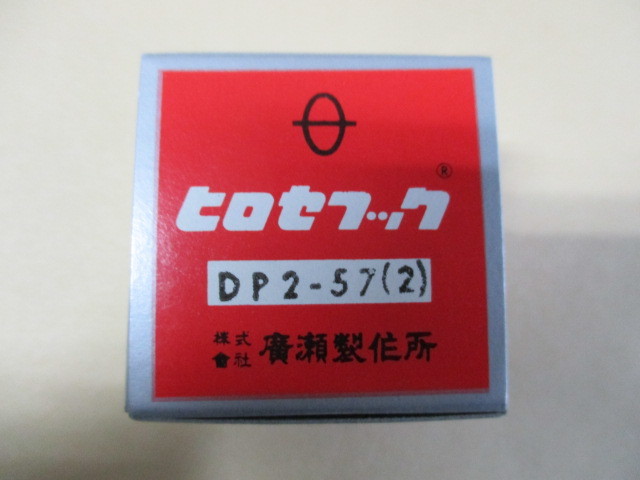 ヒロセフック®
DP2-57(2)
株式
會社 廣瀬製作所